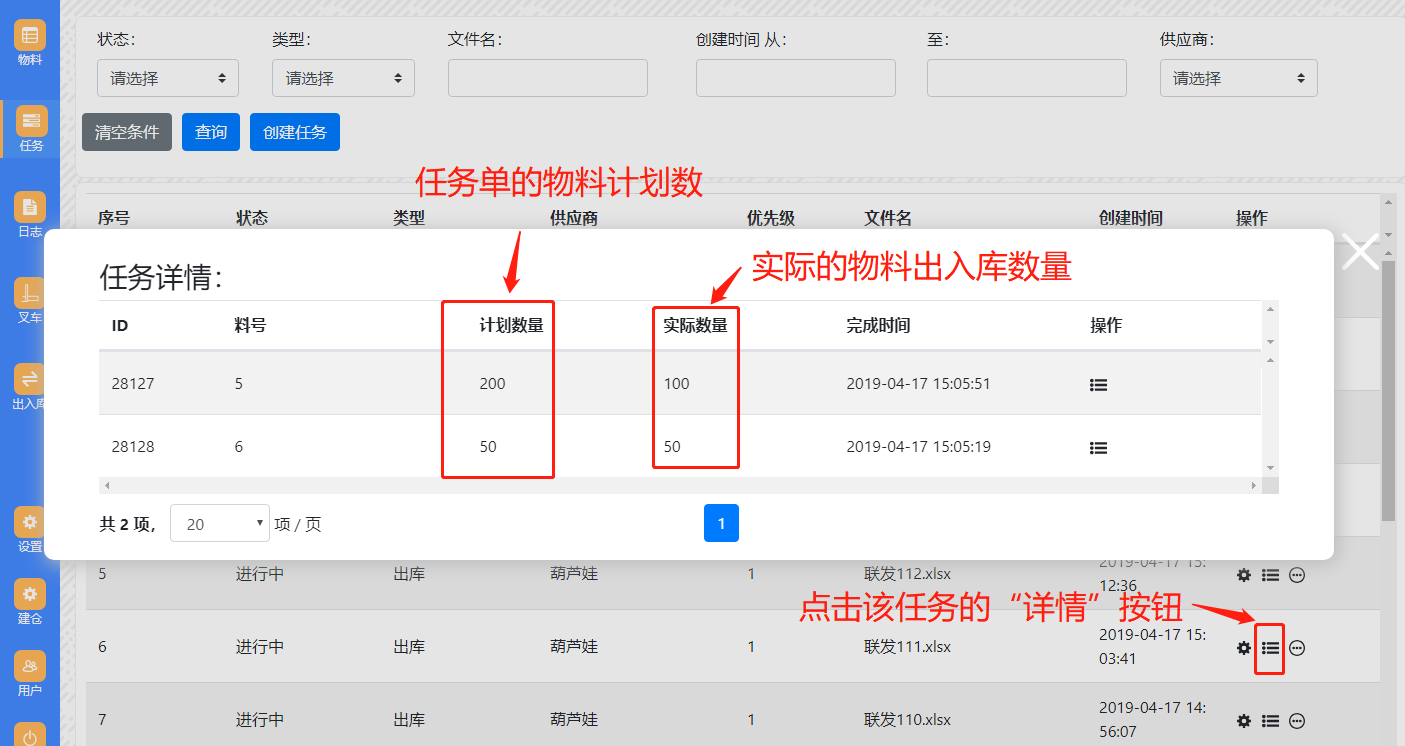 状态： 类型： 文件名： 创建时间 从： 至： 供应商：
请选择 请选择 请选择
清空条件 查询 创建任务
任务单的物料计划数
序号 状态 类型 供应商 优先级 文件名 创建时间 操作
实际的物料出入库数量
任务详情：
ID 料号 计划数量 实际数量 完成时间 操作
28127 5 200 100 2019-04-17 15:05:51
28128 6 50 50 2019-04-17 15:05:19
共 2 项， 20 项 / 页 1
5 进行中 出库 葫芦娃 1 联发112.xlsx 2019-04-17 15:
12:36
点击该任务的“详情”按钮
6 进行中 出库 葫芦娃 1 联发111.xlsx 2019-04-17 15:
03:41
7 进行中 出库 葫芦娃 1 联发110.xlsx 2019-04-17 14:
56:07
物料
任务
日志
叉车
出入库
设置
建仓
用户